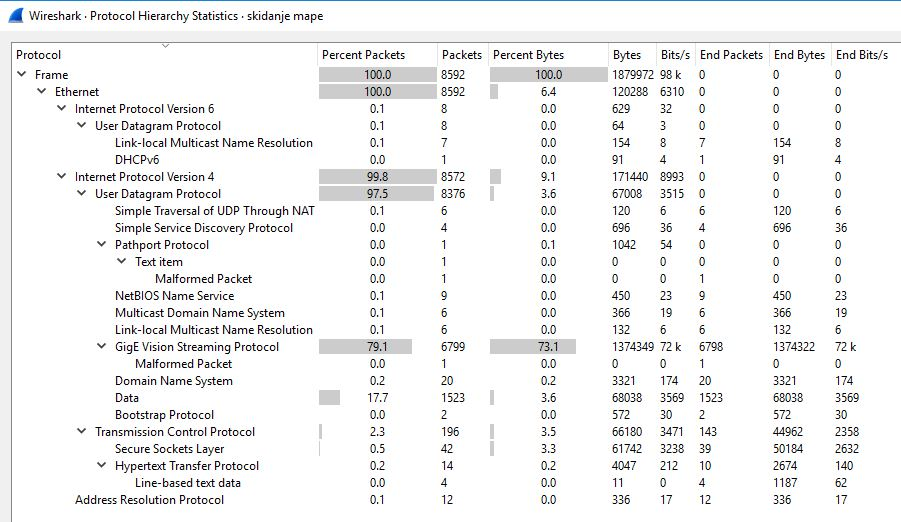 Wireshark · Protocol Hierarchy Statistics · skidanje mape
Protocol Percent Packets Packets Percent Bytes Bytes Bits/s End Packets End Bytes End Bits/s
Frame 100.0 8592 100.0 1879972 98 k 0 0 0
Ethernet 100.0 8592 6.4 120288 6310 0 0 0
Internet Protocol Version 6 0.1 8 0.0 629 32 0 0 0
User Datagram Protocol 0.1 8 0.0 64 3 0 0 0
Link-local Multicast Name Resolution 0.1 7 0.0 154 8 7 154 8
DHCPv6 0.0 1 0.0 91 4 1 91 4
Internet Protocol Version 4 99.8 8572 9.1 171440 8993 0 0 0
User Datagram Protocol 97.5 8376 3.6 67008 3515 0 0 0
Simple Traversal of UDP Through NAT 0.1 6 0.0 120 6 6 120 6
Simple Service Discovery Protocol 0.0 4 0.0 696 36 4 696 36
Pathport Protocol 0.0 1 0.1 1042 54 0 0 0
Text item 0.0 1 0.0 0 0 0 0 0
Malformed Packet 0.0 1 0.0 0 0 1 0 0
NetBIOS Name Service 0.1 9 0.0 450 23 9 450 23
Multicast Domain Name System 0.1 6 0.0 366 19 6 366 19
Link-local Multicast Name Resolution 0.1 6 0.0 132 6 6 132 6
GigE Vision Streaming Protocol 79.1 6799 73.1 1374349 72 k 6798 1374322 72 k
Malformed Packet 0.0 1 0.0 0 0 1 0 0
Domain Name System 0.2 20 0.2 3321 174 20 3321 174
Data 17.7 1523 3.6 68038 3569 1523 68038 3569
Bootstrap Protocol 0.0 2 0.0 572 30 2 572 30
Transmission Control Protocol 2.3 196 3.5 66180 3471 143 44962 2358
Secure Sockets Layer 0.5 42 3.3 61742 3238 39 50184 2632
Hypertext Transfer Protocol 0.2 14 0.2 4047 212 10 2674 140
Line-based text data 0.0 4 0.0 11 0 4 1187 62
Address Resolution Protocol 0.1 12 0.0 336 17 12 336 17